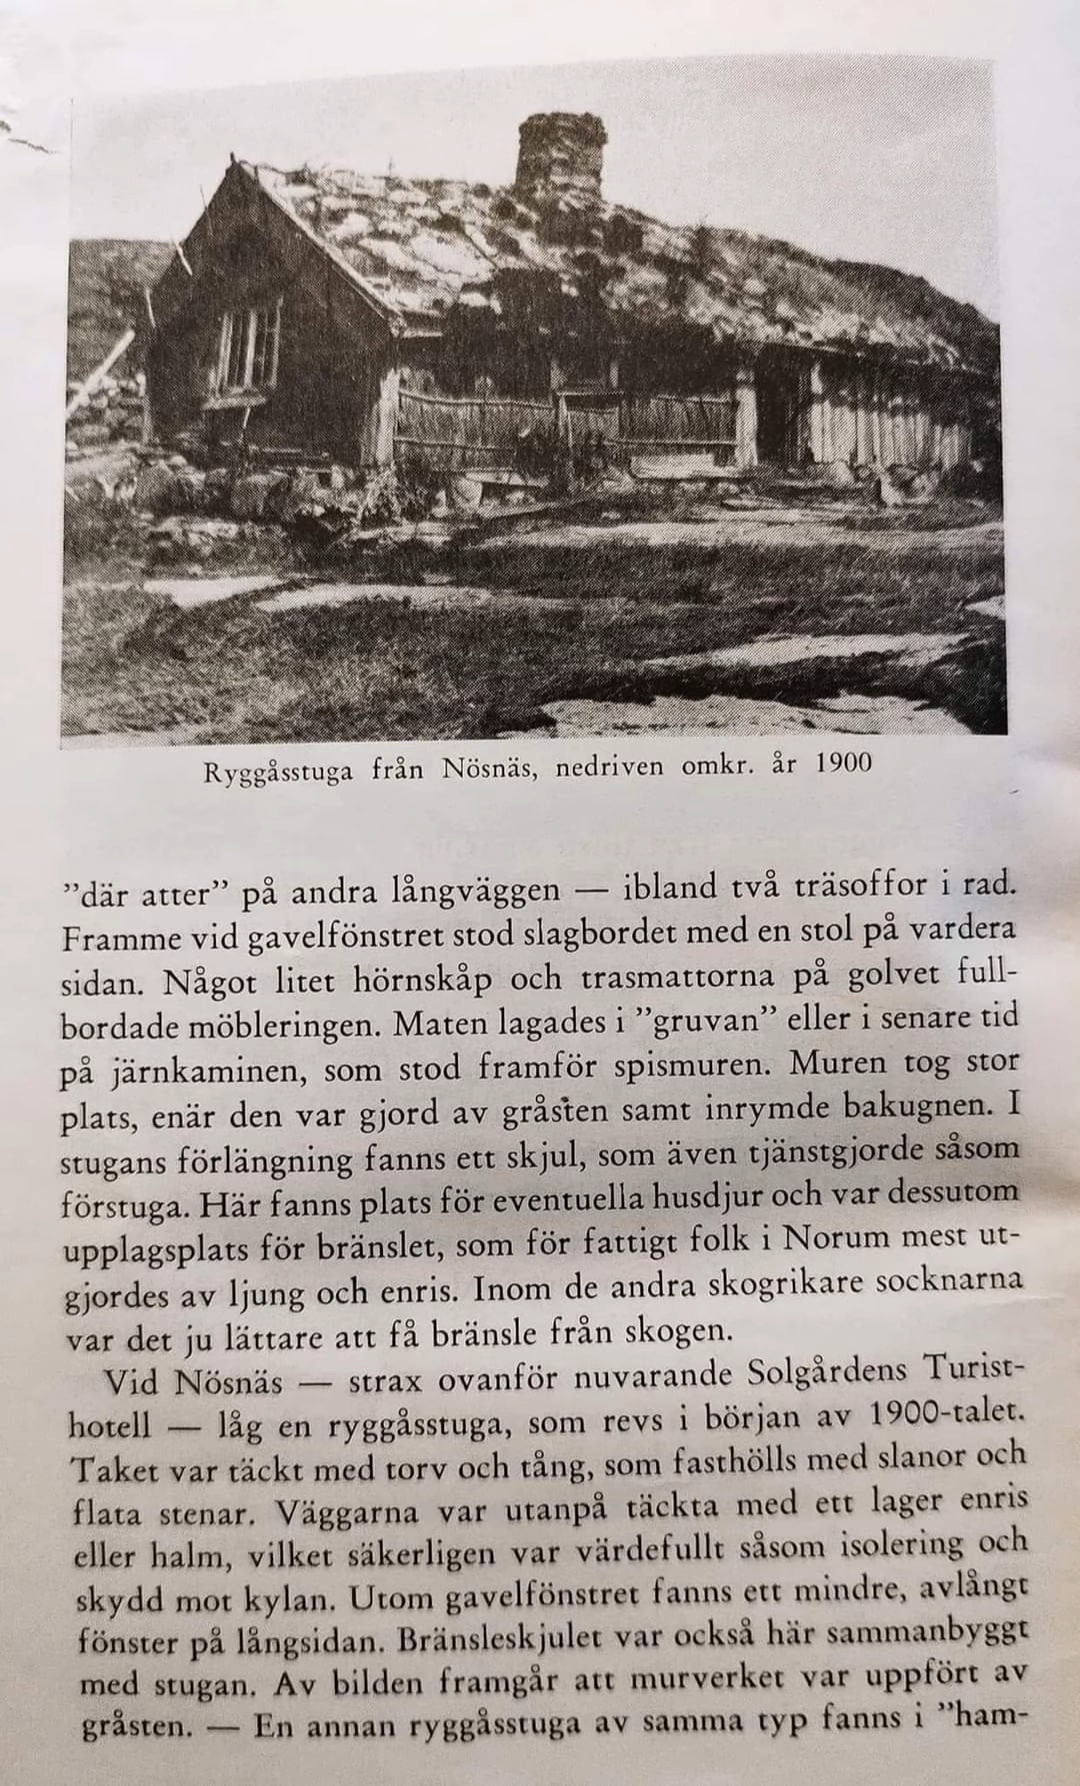 Ryggåsstuga från Nösnäs, nedriven omkr. år 1900
”där atter” på andra långväggen — ibland två träsoffor i rad.
Framme vid gavelfönstret stod slagbordet med en stol på vardera
sidan. Något litet hörnskåp och trasmattorna på golvet full-
bordade möbleringen. Maten lagades i ”gruvan” eller i senare tid
på järnkaminen, som stod framför spismuren. Muren tog stor
plats, enär den var gjord av gråsten samt inrymde bakugnen. I
stugans förlängning fanns ett skjul, som även tjänstgjorde såsom
förstuga. Här fanns plats för eventuella husdjur och var dessutom
upplagsplats för bränslet, som för fattigt folk i Norum mest ut-
gjordes av ljung och enris. Inom de andra skogrikare socknarna
var det ju lättare att få bränsle från skogen.
Vid Nösnäs — strax ovanför nuvarande Solgårdens Turist-
hotell — låg en ryggåsstuga, som revs i början av 1900-talet.
Taket var täckt med torv och tång, som fasthölls med slanor och
flata stenar. Väggarna var utanpå täckta med ett lager enris
eller halm, vilket säkerligen var värdefullt såsom isolering och
skydd mot kylan. Utom gavelfönstret fanns ett mindre, avlångt
fönster på långsidan. Bränsleskjulet var också här sammanbyggt
med stugan. Av bilden framgår att murverket var uppfört av
gråsten. — En annan ryggåsstuga av samma typ fanns i ”ham-